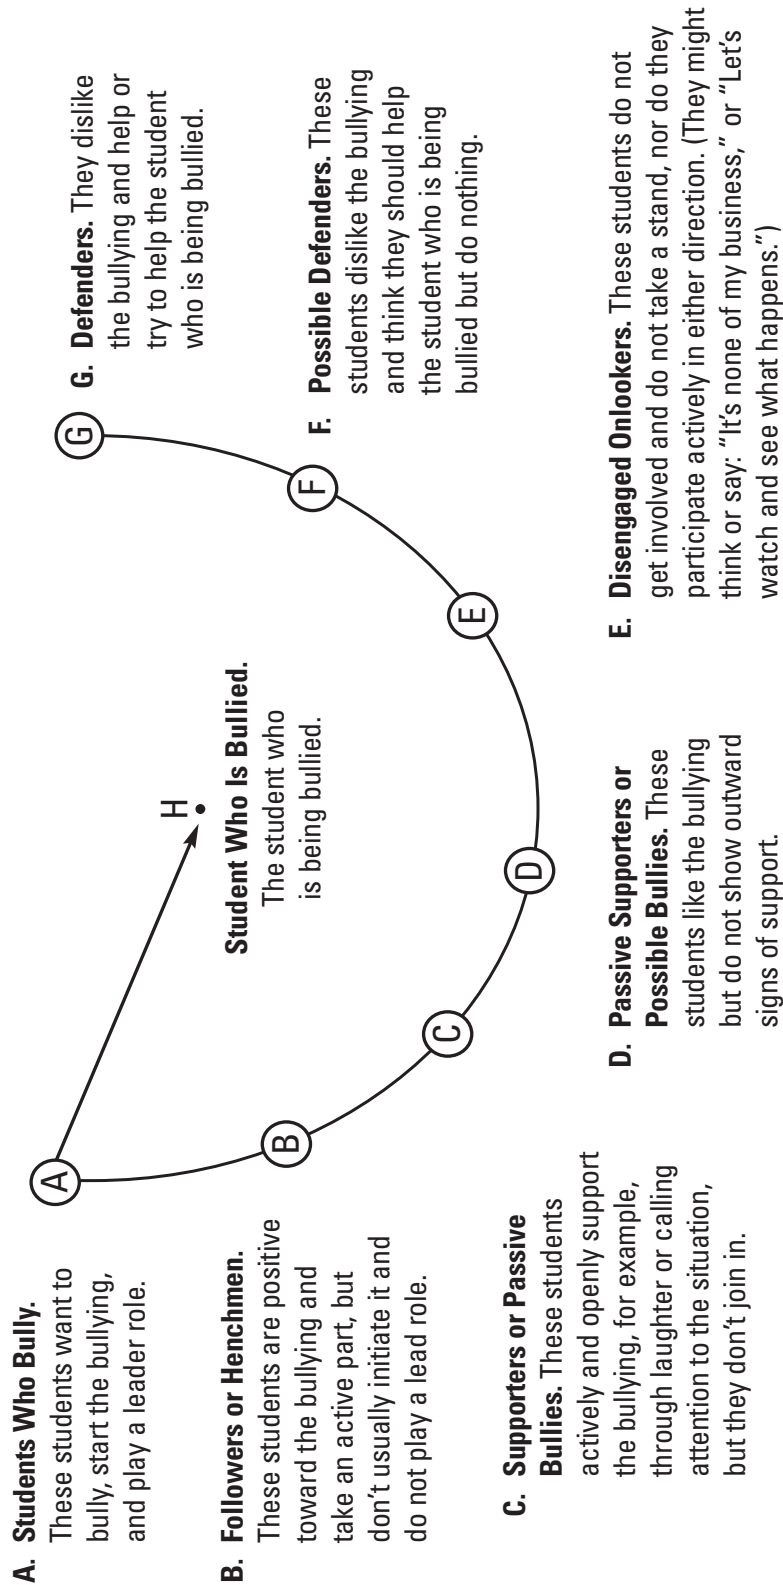 A. Students Who Bully.
These students want to
bully, start the bullying,
and play a leader role.
B. Followers or Henchmen.
These students are positive
toward the bullying and
take an active part, but
don't usually initiate it and
do not play a lead role.
C. Supporters or Passive
Bullies. These students
actively and openly support
the bullying, for example,
through laughter or calling
attention to the situation,
but they don't join in.
D. Passive Supporters or
Possible Bullies. These
students like the bullying
but do not show outward
signs of support.
E. Disengaged Onlookers. These students do not
get involved and do not take a stand, nor do they
participate actively in either direction. (They might
think or say: "It's none of my business," or "Let's
watch and see what happens.")
F. Possible Defenders. These
students dislike the bullying
and think they should help
the student who is being
bullied but do nothing.
G. Defenders. They dislike
the bullying and help or
try to help the student
who is being bullied.
H
Student Who Is Bullied.
The student who
is being bullied.
A
B
C
D
E
F
G